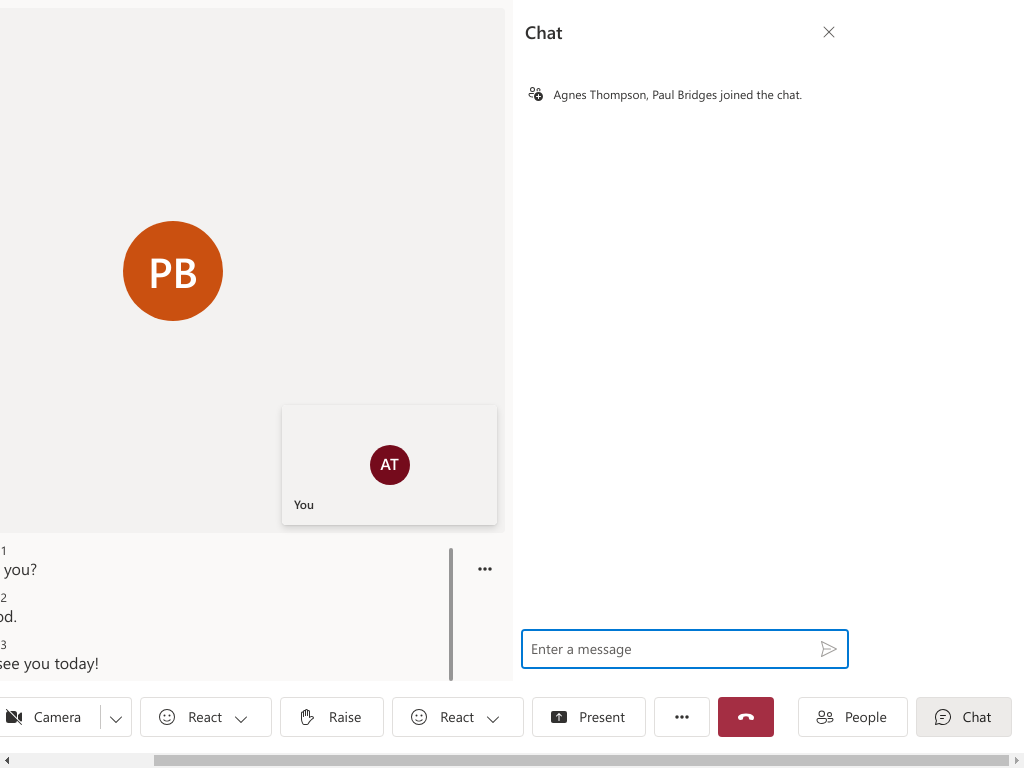 Chat
Agnes Thompson, Paul Bridges joined the chat.
PB
AT
You
1
you?
2
od.
3
see you today!
Enter a message
Camera
React
Raise
React
Present
People
Chat